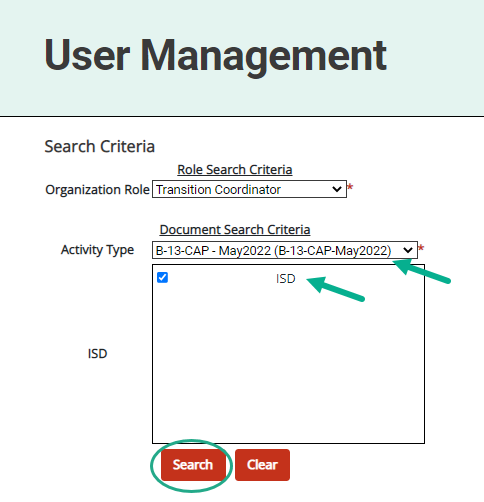 User Management
Search Criteria
Role Search Criteria
Organization Role Transition Coordinator *
Document Search Criteria
Activity Type B-13-CAP - May2022 (B-13-CAP-May2022) *
ISD
ISD
Search Clear